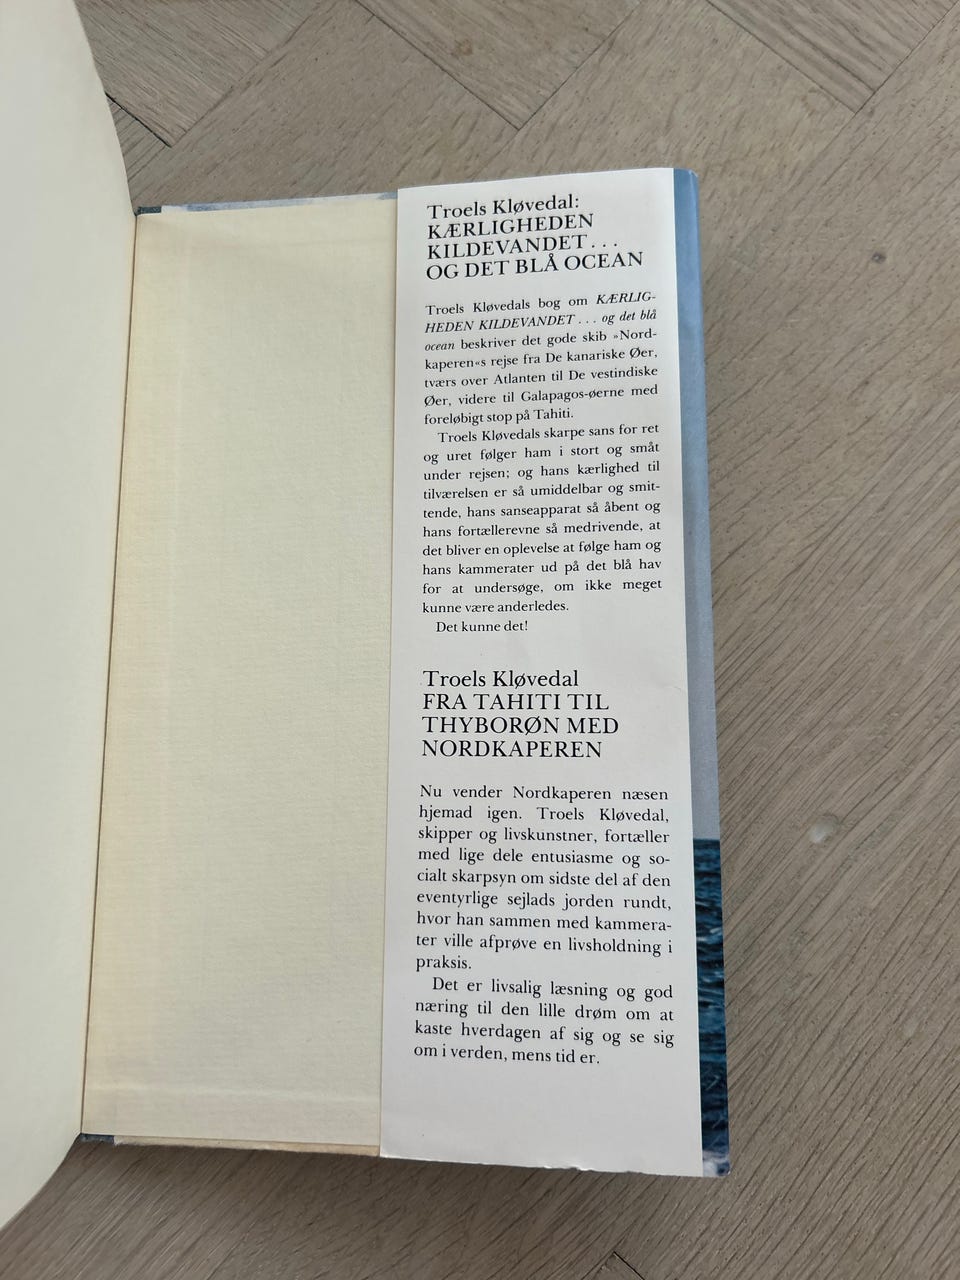 Troels Kløvedal:
KÆRLIGHEDEN
KILDEVANDET . . .
OG DET BLÅ OCEAN
Troels Kløvedals bog om KÆRLIG-
HEDEN KILDEVANDET . . . og det blå
ocean beskriver det gode skib »Nord-
kaperen«s rejse fra De kanariske Øer,
tværs over Atlanten til De vestindiske
Øer, videre til Galapagos-øerne med
foreløbigt stop på Tahiti.
Troels Kløvedals skarpe sans for ret
og uret følger ham i stort og småt
under rejsen; og hans kærlighed til
tilværelsen er så umiddelbar og smit-
tende, hans sanseapparat så åbent og
hans fortællerevne så medrivende, at
det bliver en oplevelse at følge ham og
hans kammerater ud på det blå hav
for at undersøge, om ikke meget
kunne være anderledes.
Det kunne det!
Troels Kløvedal
FRA TAHITI TIL
THYBORØN MED
NORDKAPEREN
Nu vender Nordkaperen næsen
hjemad igen. Troels Kløvedal,
skipper og livskunstner, fortæller
med lige dele entusiasme og so-
cialt skarpsyn om sidste del af den
eventyrlige sejlads jorden rundt,
hvor han sammen med kammera-
ter ville afprøve en livsholdning i
praksis.
Det er livsalig læsning og god
næring til den lille drøm om at
kaste hverdagen af sig og se sig
om i verden, mens tid er.